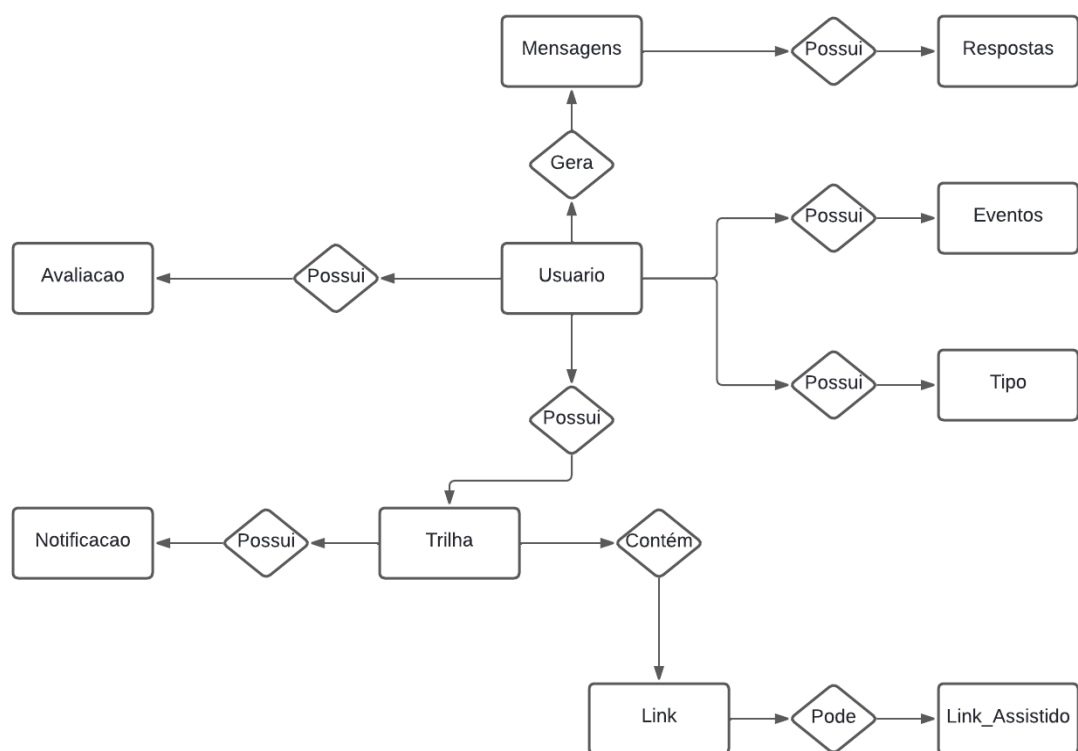 Mensagens
Possui
Respostas
Gera
Possui
Eventos
Avaliacao
Possui
Usuario
Possui
Tipo
Possui
Notificacao
Possui
Trilha
Contém
Link
Pode
Link_Assistido